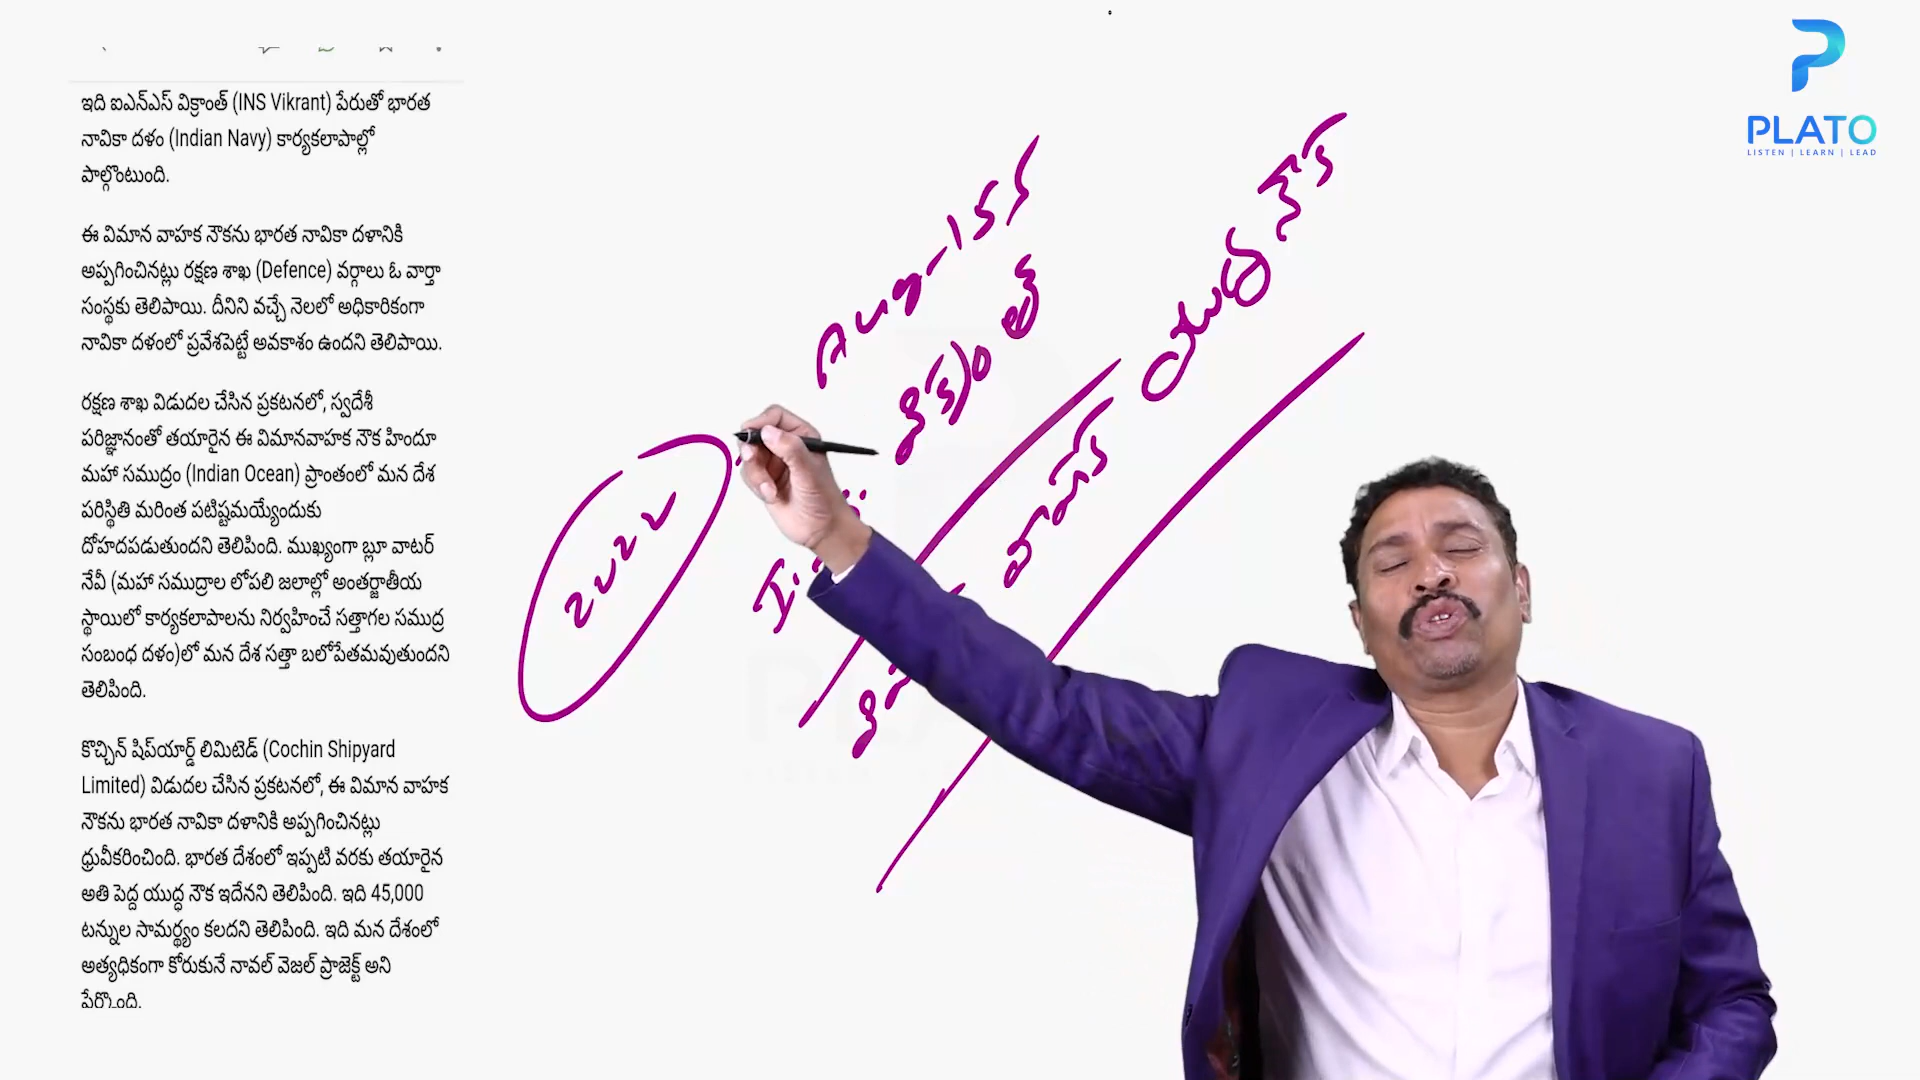 ఇది ఐఎన్ఎస్ విక్రాంత్ (INS Vikrant) పేరుతో భారత
నావికా దళం (Indian Navy) కార్యకలాపాల్లో
పాల్గొంటుంది.
ఈ విమాన వాహక నౌకను భారత నావికా దళానికి
అప్పగించినట్లు రక్షణ శాఖ (Defence) వర్గాలు ఓ వార్తా
సంస్థకు తెలిపాయి. దీనిని వచ్చే నెలలో అధికారికంగా
నావికా దళంలో ప్రవేశపెట్టే అవకాశం ఉందని తెలిపాయి.
రక్షణ శాఖ విడుదల చేసిన ప్రకటనలో, స్వదేశీ
పరిజ్ఞానంతో తయారైన ఈ విమానవాహక నౌక హిందూ
మహా సముద్రం (Indian Ocean) ప్రాంతంలో మన దేశ
పరిస్థితి మరింత పటిష్టమయ్యేందుకు
దోహదపడుతుందని తెలిపింది. ముఖ్యంగా బ్లూ వాటర్
నేవీ (మహా సముద్రాల లోపలి జలాల్లో అంతర్జాతీయ
స్థాయిలో కార్యకలాపాలను నిర్వహించే సత్తాగల సముద్ర
సంబంధ దళం)లో మన దేశ సత్తా బలోపేతమవుతుందని
తెలిపింది.
కొచ్చిన్ షిప్‌యార్డ్ లిమిటెడ్ (Cochin Shipyard
Limited) విడుదల చేసిన ప్రకటనలో, ఈ విమాన వాహక
నౌకను భారత నావికా దళానికి అప్పగించినట్లు
ధ్రువీకరించింది. భారత దేశంలో ఇప్పటి వరకు తయారైన
అతి పెద్ద యుద్ధ నౌక ఇదేనని తెలిపింది. ఇది 45,000
టన్నుల సామర్థ్యం కలదని తెలిపింది. ఇది మన దేశంలో
అత్యధికంగా కోరుకునే నావల్ వెజల్ ప్రాజెక్ట్ అని
పేర్కొంది.
2022
విక్రాంత్
వాహక
యుద్ధ నౌక
PLATO
LISTEN | LEARN | LEAD